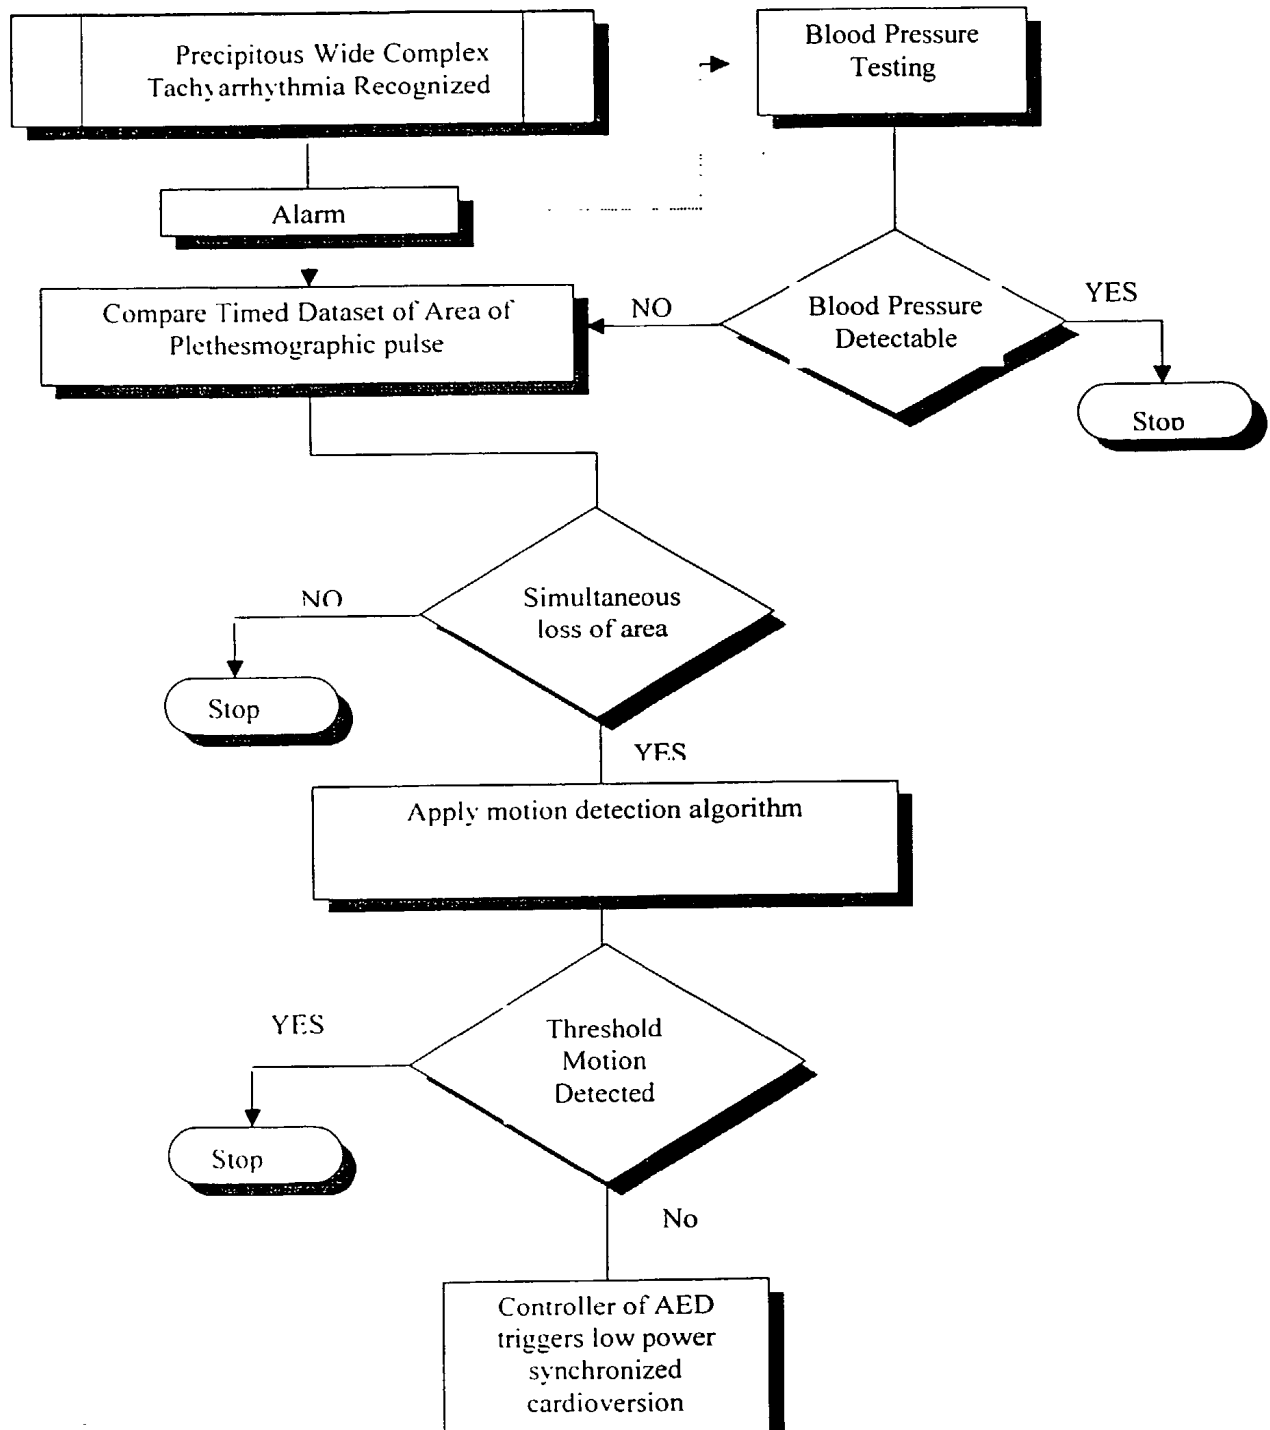 Precipitous Wide Complex
Tachyarrhythmia Recognized
Blood Pressure
Testing
Alarm
Compare Timed Dataset of Area of
Plethesmographic pulse
NO
Blood Pressure
Detectable
YES
Stop
NO
Simultaneous
loss of area
Stop
YES
Apply motion detection algorithm
YES
Threshold
Motion
Detected
Stop
No
Controller of AED
triggers low power
synchronized
cardioversion